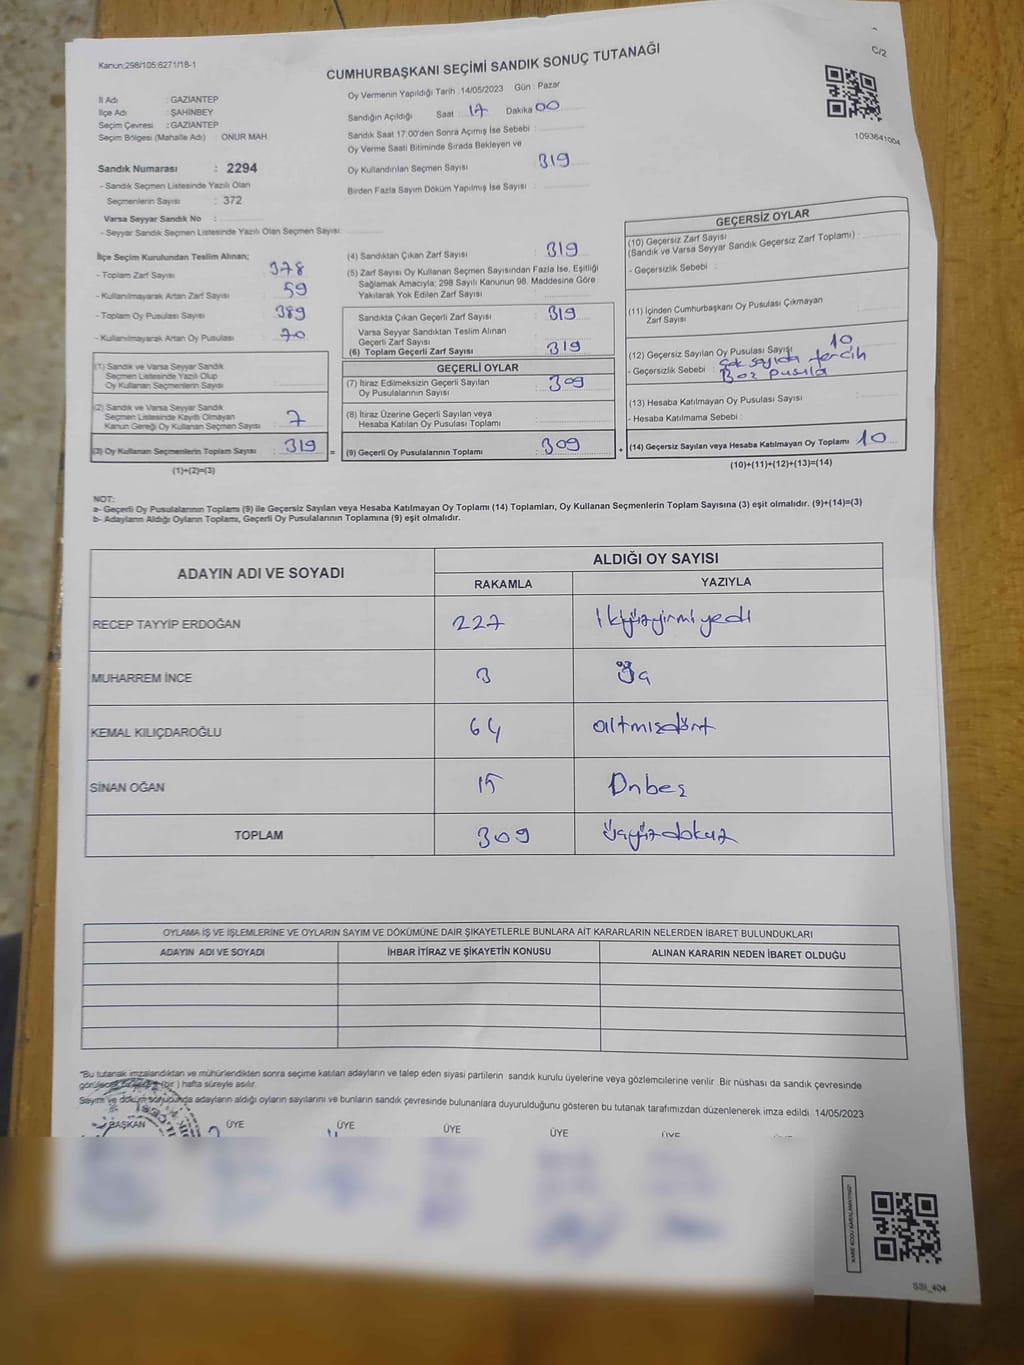 Kanun;298/105;6271/18-1
CUMHURBAŞKANI SEÇİMİ SANDIK SONUÇ TUTANAĞI
C/2
İl Adı : GAZİANTEP
İlçe Adı : ŞAHİNBEY
Seçim Çevresi : GAZİANTEP
Seçim Bölgesi (Mahalle Adı) : ONUR MAH.
Oy Vermenin Yapıldığı Tarih :14/05/2023 Gün : Pazar
Sandığın Açıldığı Saat : 17 Dakika 00
Sandık Saat 17:00'den Sonra Açımış İse Sebebi :
Oy Verme Saati Bitiminde Sırada Bekleyen ve
Oy Kullandırılan Seçmen Sayısı : 319
Birden Fazla Sayım Döküm Yapılmış İse Sayısı :
1093641004
Sandık Numarası : 2294
- Sandık Seçmen Listesinde Yazılı Olan
Seçmenlerin Sayısı : 372
Varsa Seyyar Sandık No :
- Seyyar Sandık Seçmen Listesinde Yazılı Olan Seçmen Sayısı:
İlçe Seçim Kurulundan Teslim Alınan;
- Toplam Zarf Sayısı : 378
- Kullanılmayarak Artan Zarf Sayısı : 59
- Toplam Oy Pusulası Sayısı : 389
- Kullanılmayarak Artan Oy Pusulası : 70
(1) Sandık ve Varsa Seyyar Sandık
Seçmen Listesinde Yazılı Olup
Oy Kullanan Seçmenlerin Sayısı :
(2) Sandık ve Varsa Seyyar Sandık
Seçmen Listesinde Kaydı Olmayan
Kanun Gereği Oy Kullanan Seçmen Sayısı : 7
(3) Oy Kullanan Seçmenlerin Toplam Sayısı : 319
(1)+(2)=(3)
(4) Sandıktan Çıkan Zarf Sayısı : 319
(5) Zarf Sayısı Oy Kullanan Seçmen Sayısından Fazla İse, Eşitliği
Sağlamak Amacıyla; 298 Sayılı Kanunun 98. Maddesine Göre
Yakılarak Yok Edilen Zarf Sayısı :
Sandıkta Çıkan Geçerli Zarf Sayısı : 319
Varsa Seyyar Sandıktan Teslim Alınan
Geçerli Zarf Sayısı :
(6) Toplam Geçerli Zarf Sayısı : 319
GEÇERLİ OYLAR
(7) İtiraz Edilmeksizin Geçerli Sayılan
Oy Pusulalarının Sayısı : 309
(8) İtiraz Üzerine Geçerli Sayılan veya
Hesaba Katılan Oy Pusulası Toplamı :
= (9) Geçerli Oy Pusulalarının Toplamı : 309
GEÇERSİZ OYLAR
(10) Geçersiz Zarf Sayısı
(Sandık ve Varsa Seyyar Sandık Geçersiz Zarf Toplamı) :
- Geçersizlik Sebebi :
(11) İçinden Cumhurbaşkanı Oy Pusulası Çıkmayan
Zarf Sayısı :
(12) Geçersiz Sayılan Oy Pusulası Sayısı : 10
- Geçersizlik Sebebi : çok sayıda tercih
Boş pusula
(13) Hesaba Katılmayan Oy Pusulası Sayısı :
- Hesaba Katılmama Sebebi :
+ (14) Geçersiz Sayılan veya Hesaba Katılmayan Oy Toplamı 10
(10)+(11)+(12)+(13)=(14)
NOT:
a- Geçerli Oy Pusulalarının Toplamı (9) ile Geçersiz Sayılan veya Hesaba Katılmayan Oy Toplamı (14) Toplamları, Oy Kullanan Seçmenlerin Toplam Sayısına (3) eşit olmalıdır. (9)+(14)=(3)
b- Adayların Aldığı Oyların Toplamı, Geçerli Oy Pusulalarının Toplamına (9) eşit olmalıdır.
ADAYIN ADI VE SOYADI
ALDIĞI OY SAYISI
RAKAMLA YAZIYLA
RECEP TAYYİP ERDOĞAN 227 ikiyüzyirmiyedi
MUHARREM İNCE 3 üç
KEMAL KILIÇDAROĞLU 64 altmışdört
SİNAN OĞAN 15 Onbeş
TOPLAM 309 üçyüzdokuz
OYLAMA İŞ VE İŞLEMLERİNE VE OYLARIN SAYIM VE DÖKÜMÜNE DAİR ŞİKAYETLERLE BUNLARA AİT KARARLARIN NELERDEN İBARET BULUNDUKLARI
ADAYIN ADI VE SOYADI İHBAR İTİRAZ VE ŞİKAYETİN KONUSU ALINAN KARARIN NEDEN İBARET OLDUĞU
*Bu tutanak imzalandıktan ve mühürlendikten sonra seçime katılan adayların ve talep eden siyasi partilerin sandık kurulu üyelerine veya gözlemcilerine verilir. Bir nüshası da sandık çevresinde
(bir) hafta süreyle asılır.
Sayım ve döküm sonucunda adayların aldığı oyların sayılarını ve bunların sandık çevresinde bulunanlara duyurulduğunu gösteren bu tutanak tarafımızdan düzenlenerek imza edildi. 14/05/2023
BAŞKAN ÜYE ÜYE ÜYE ÜYE ÜYE
SSI_404